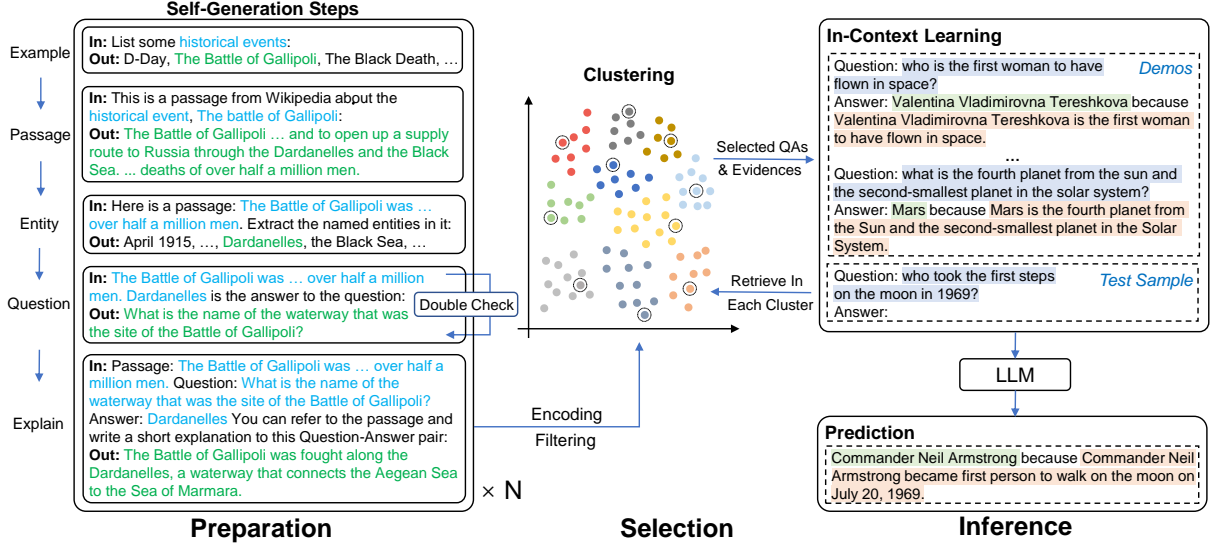 Self-Generation Steps
Example
In: List some historical events:
Out: D-Day, The Battle of Gallipoli, The Black Death, …
Passage
In: This is a passage from Wikipedia about the
historical event, The battle of Gallipoli:
Out: The Battle of Gallipoli … and to open up a supply
route to Russia through the Dardanelles and the Black
Sea. … deaths of over half a million men.
Entity
In: Here is a passage: The Battle of Gallipoli was …
over half a million men. Extract the named entities in it:
Out: April 1915, …, Dardanelles, the Black Sea, …
Question
In: The Battle of Gallipoli was … over half a million
men. Dardanelles is the answer to the question:
Out: What is the name of the waterway that was
the site of the Battle of Gallipoli?
Double Check
Explain
In: Passage: The Battle of Gallipoli was … over half a
million men. Question: What is the name of the
waterway that was the site of the Battle of Gallipoli?
Answer: Dardanelles You can refer to the passage and
write a short explanation to this Question-Answer pair:
Out: The Battle of Gallipoli was fought along the
Dardanelles, a waterway that connects the Aegean Sea
to the Sea of Marmara.
× N
Preparation
Clustering
Encoding
Filtering
Selected QAs
& Evidences
Retrieve In
Each Cluster
Selection
In-Context Learning
Demos
Question: who is the first woman to have
flown in space?
Answer: Valentina Vladimirovna Tereshkova because
Valentina Vladimirovna Tereshkova is the first woman
to have flown in space.
…
Question: what is the fourth planet from the sun and
the second-smallest planet in the solar system?
Answer: Mars because Mars is the fourth planet from
the Sun and the second-smallest planet in the Solar
System.
Question: who took the first steps
on the moon in 1969?
Test Sample
Answer:
LLM
Prediction
Commander Neil Armstrong because Commander Neil
Armstrong became first person to walk on the moon on
July 20, 1969.
Inference